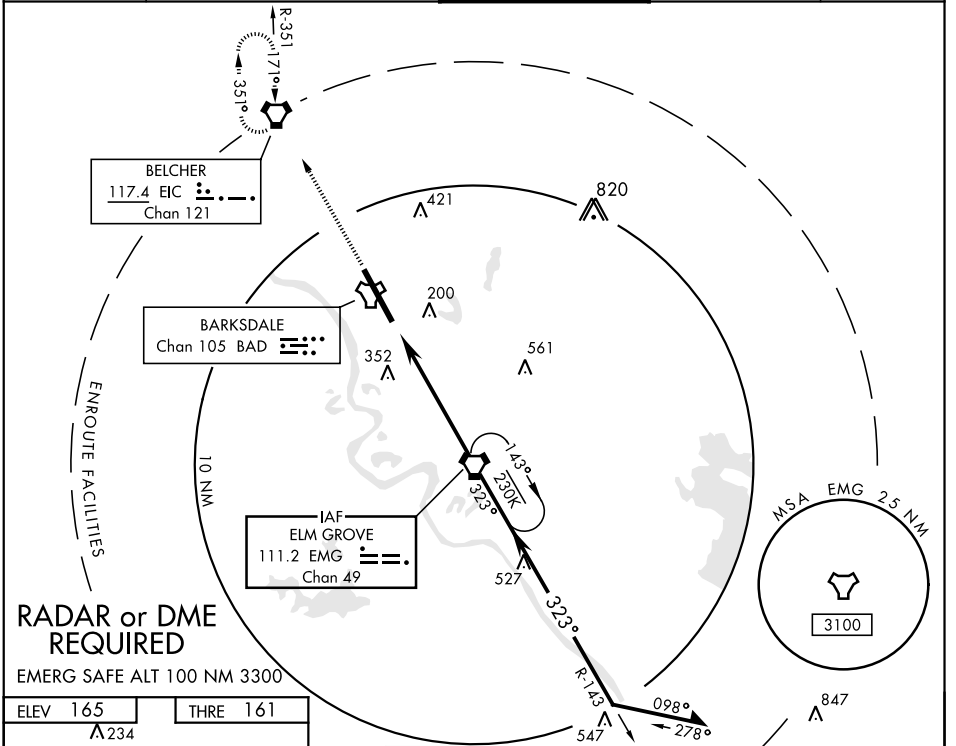 R-351
171°
351°
BELCHER
117.4 EIC
Chan 121
421
820
BARKSDALE
Chan 105 BAD
200
352
561
ENROUTE FACILITIES
10 NM
143°
230K
323°
IAF
ELM GROVE
111.2 EMG
Chan 49
527
MSA EMG 25 NM
3100
323°
RADAR or DME
REQUIRED
EMERG SAFE ALT 100 NM 3300
R-143
098°
278°
547
847
ELEV 165
THRE 161
234